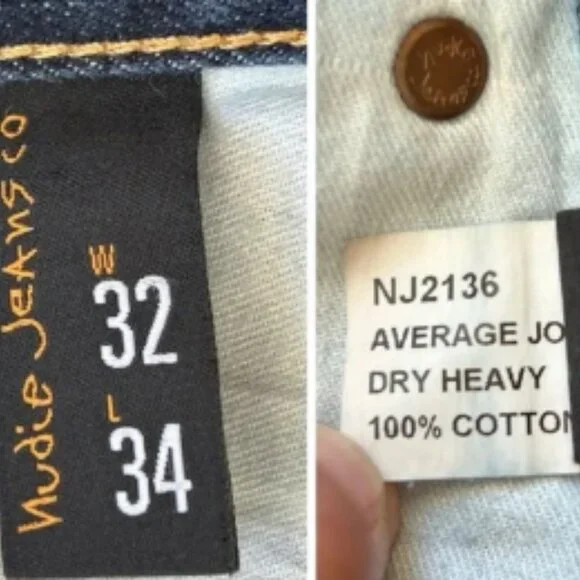 nudie jeans co
W
32
L
34
NJ2136
AVERAGE JO
DRY HEAVY
100% COTTON